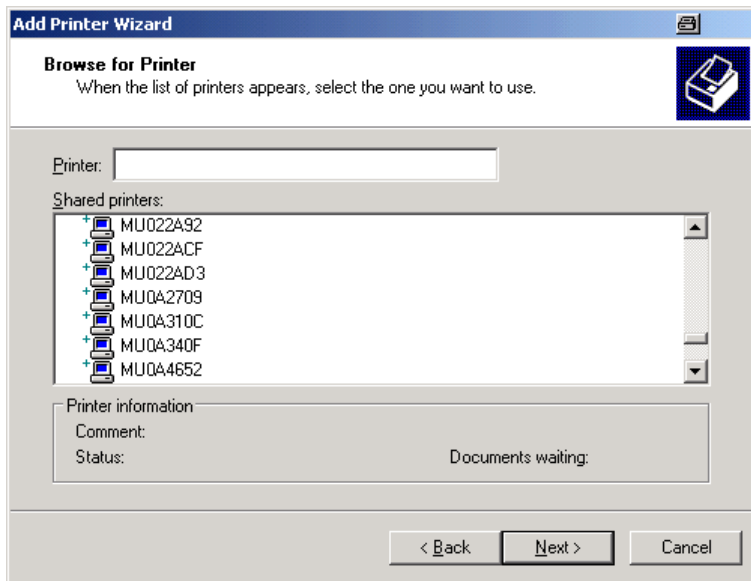 Add Printer Wizard
Browse for Printer
When the list of printers appears, select the one you want to use.
Printer:
Shared printers:
MU022A92
MU022ACF
MU022AD3
MU0A2709
MU0A310C
MU0A340F
MU0A4652
Printer information
Comment:
Status: Documents waiting:
< Back Next > Cancel